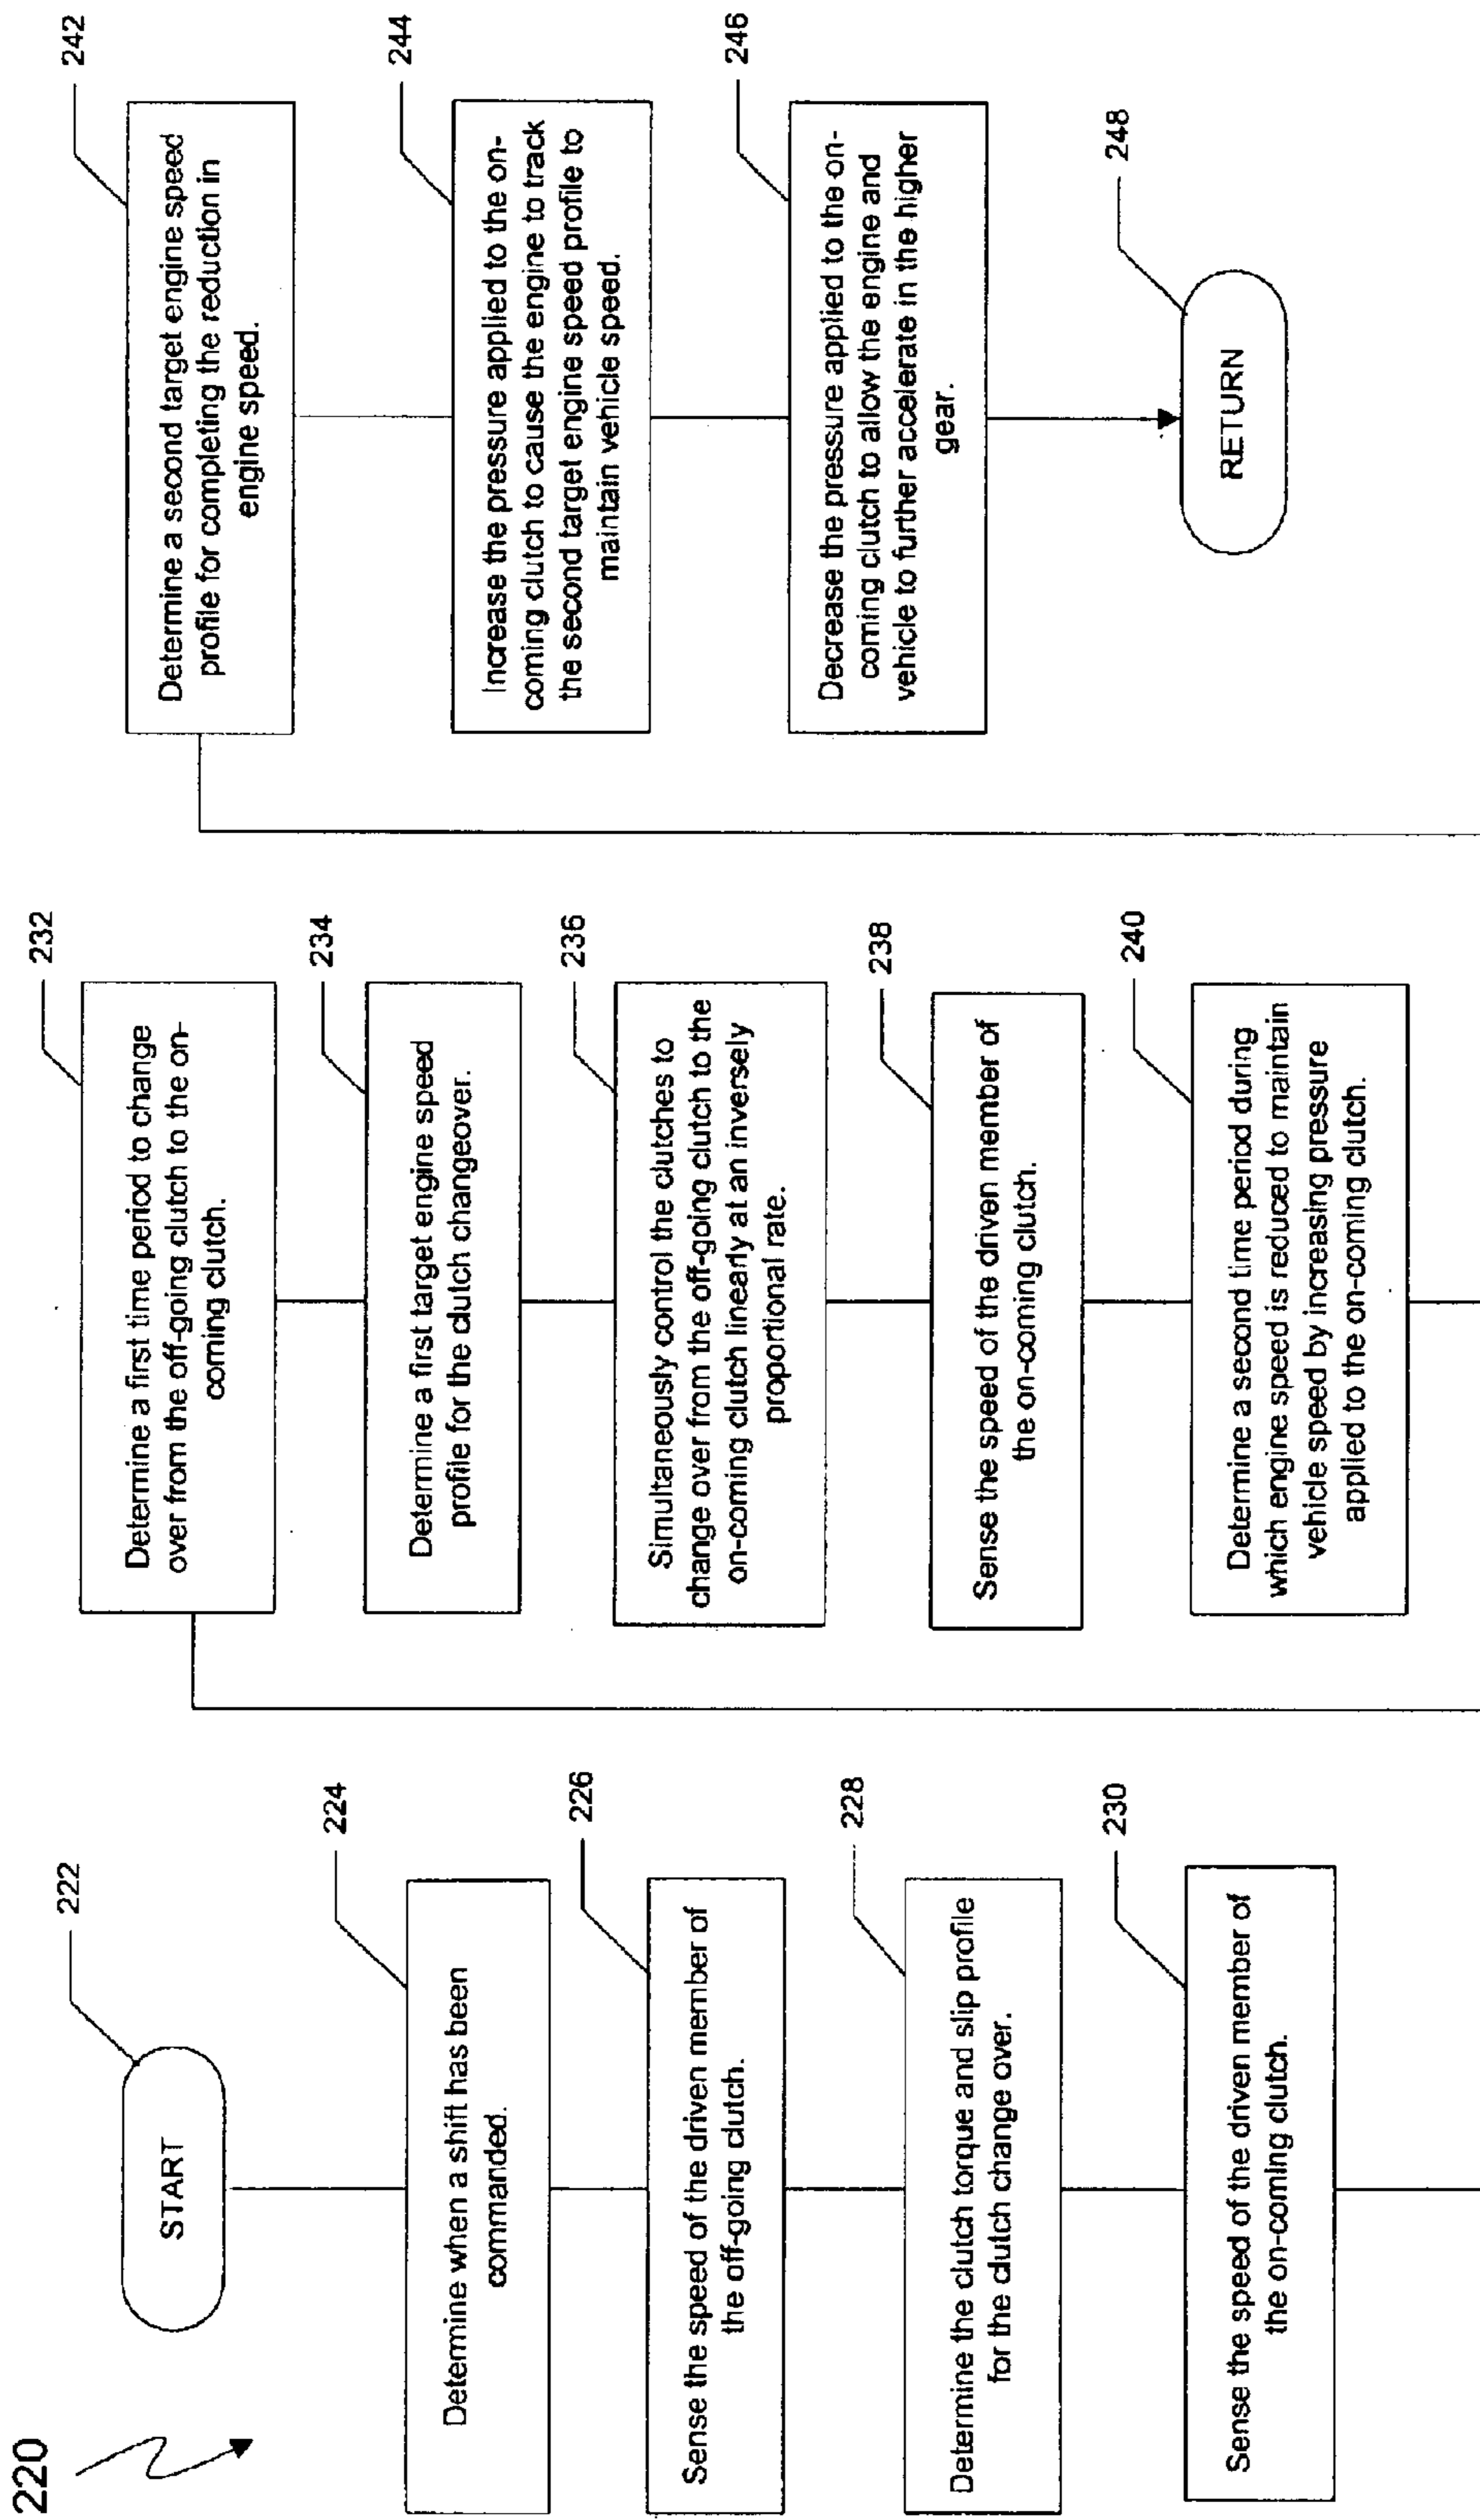 220
START
222
Determine when a shift has been
commanded.
224
Sense the speed of the driven member of
the off-going clutch.
226
Determine the clutch torque and slip profile
for the clutch change over.
228
Sense the speed of the driven member of
the on-coming clutch.
230
Determine a first time period to change
over from the off-going clutch to the on-
coming clutch.
232
Determine a first target engine speed
profile for the clutch changeover.
234
Simultaneously control the clutches to
change over from the off-going clutch to the
on-coming clutch linearly at an inversely
proportional rate.
236
Sense the speed of the driven member of
the on-coming clutch.
238
Determine a second time period during
which engine speed is reduced to maintain
vehicle speed by increasing pressure
applied to the on-coming clutch.
240
Determine a second target engine speed
profile for completing the reduction in
engine speed.
242
Increase the pressure applied to the on-
coming clutch to cause the engine to track
the second target engine speed profile to
maintain vehicle speed.
244
Decrease the pressure applied to the on-
coming clutch to allow the engine and
vehicle to further accelerate in the higher
gear.
246
RETURN
248